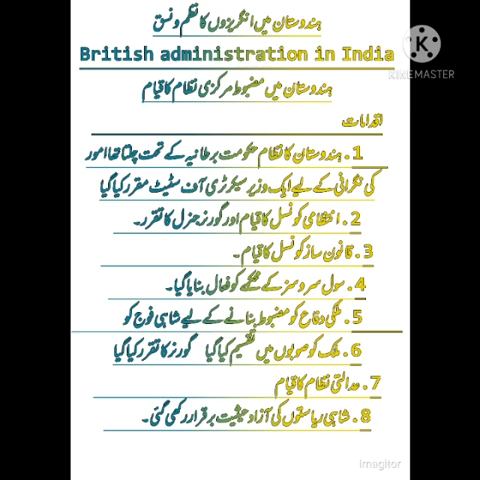 ہندوستان میں انگریزوں کا نظم و نسق
British administration in India
K
KINEMASTER
ہندوستان میں مضبوط مرکزی نظام کا قیام
اقدامات
1. ہندوستان کا نظام حکومت برطانیہ کے تحت چلتا تھا امور
کی نگرانی کے لیے ایک وزیر سیکرٹری آف سٹیٹ مقرر کیا گیا
2. انتظامی کونسل کا قیام اور گورنر جنرل کا تقرر۔
3. قانون ساز کونسل کا قیام۔
4. سول سروسز کے محکمے کو فعال بنایا گیا۔
5. ملکی دفاع کو مضبوط بنانے کے لیے شاہی فوج کو
6. ملک کو صوبوں میں تقسیم کیا گیا گورنر کا تقرر کیا گیا
7. عدالتی نظام کا قیام
8. شاہی ریاستوں کی آزاد حیثیت برقرار رکھی گئی۔
imagitor